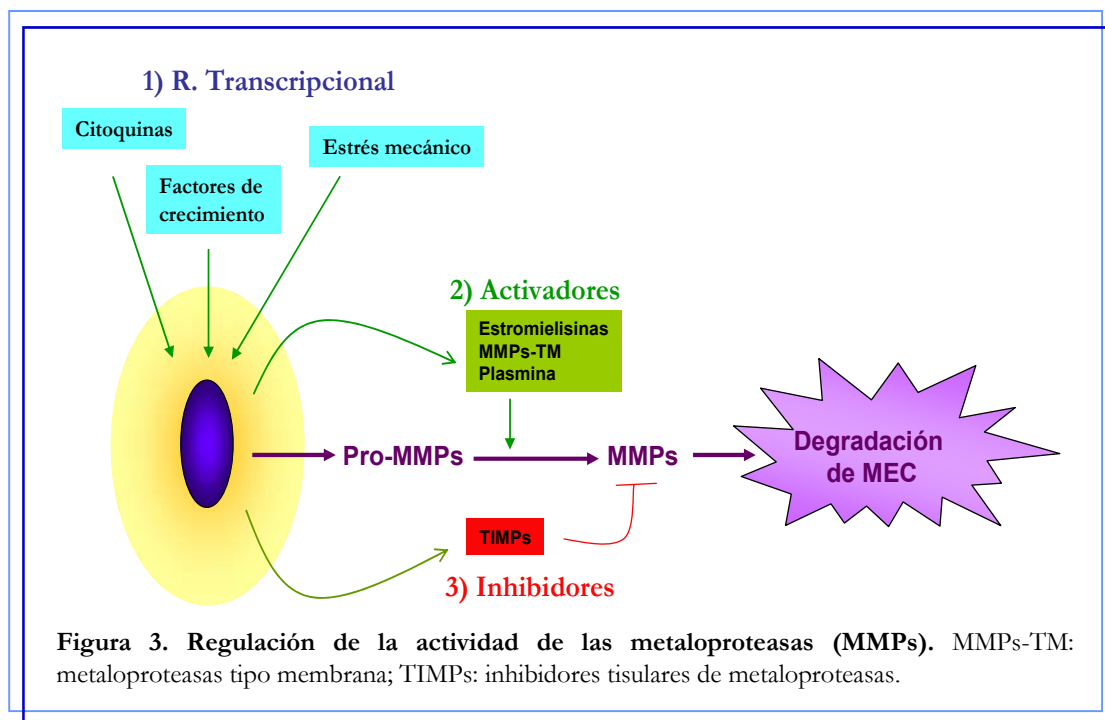 1) R. Transcripcional
Citoquinas
Estrés mecánico
Factores de
crecimiento
2) Activadores
Estromielisinas
MMPs-TM
Plasmina
Pro-MMPs
MMPs
Degradación
de MEC
TIMPs
3) Inhibidores
Figura 3. Regulación de la actividad de las metaloproteasas (MMPs). MMPs-TM:
metaloproteasas tipo membrana; TIMPs: inhibidores tisulares de metaloproteasas.